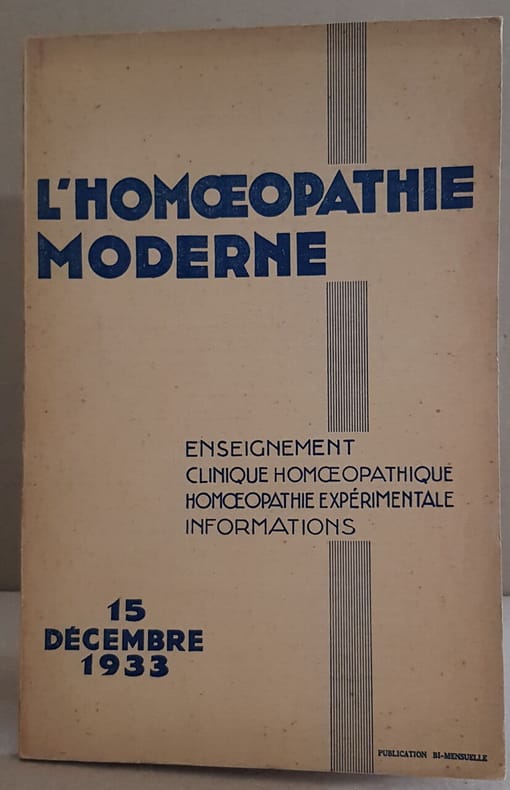 L'HOMŒOPATHIE
MODERNE
ENSEIGNEMENT
CLINIQUE HOMŒOPATHIQUE
HOMŒOPATHIE EXPÉRIMENTALE
INFORMATIONS
15
DÉCEMBRE
1933
PUBLICATION BI-MENSUELLE